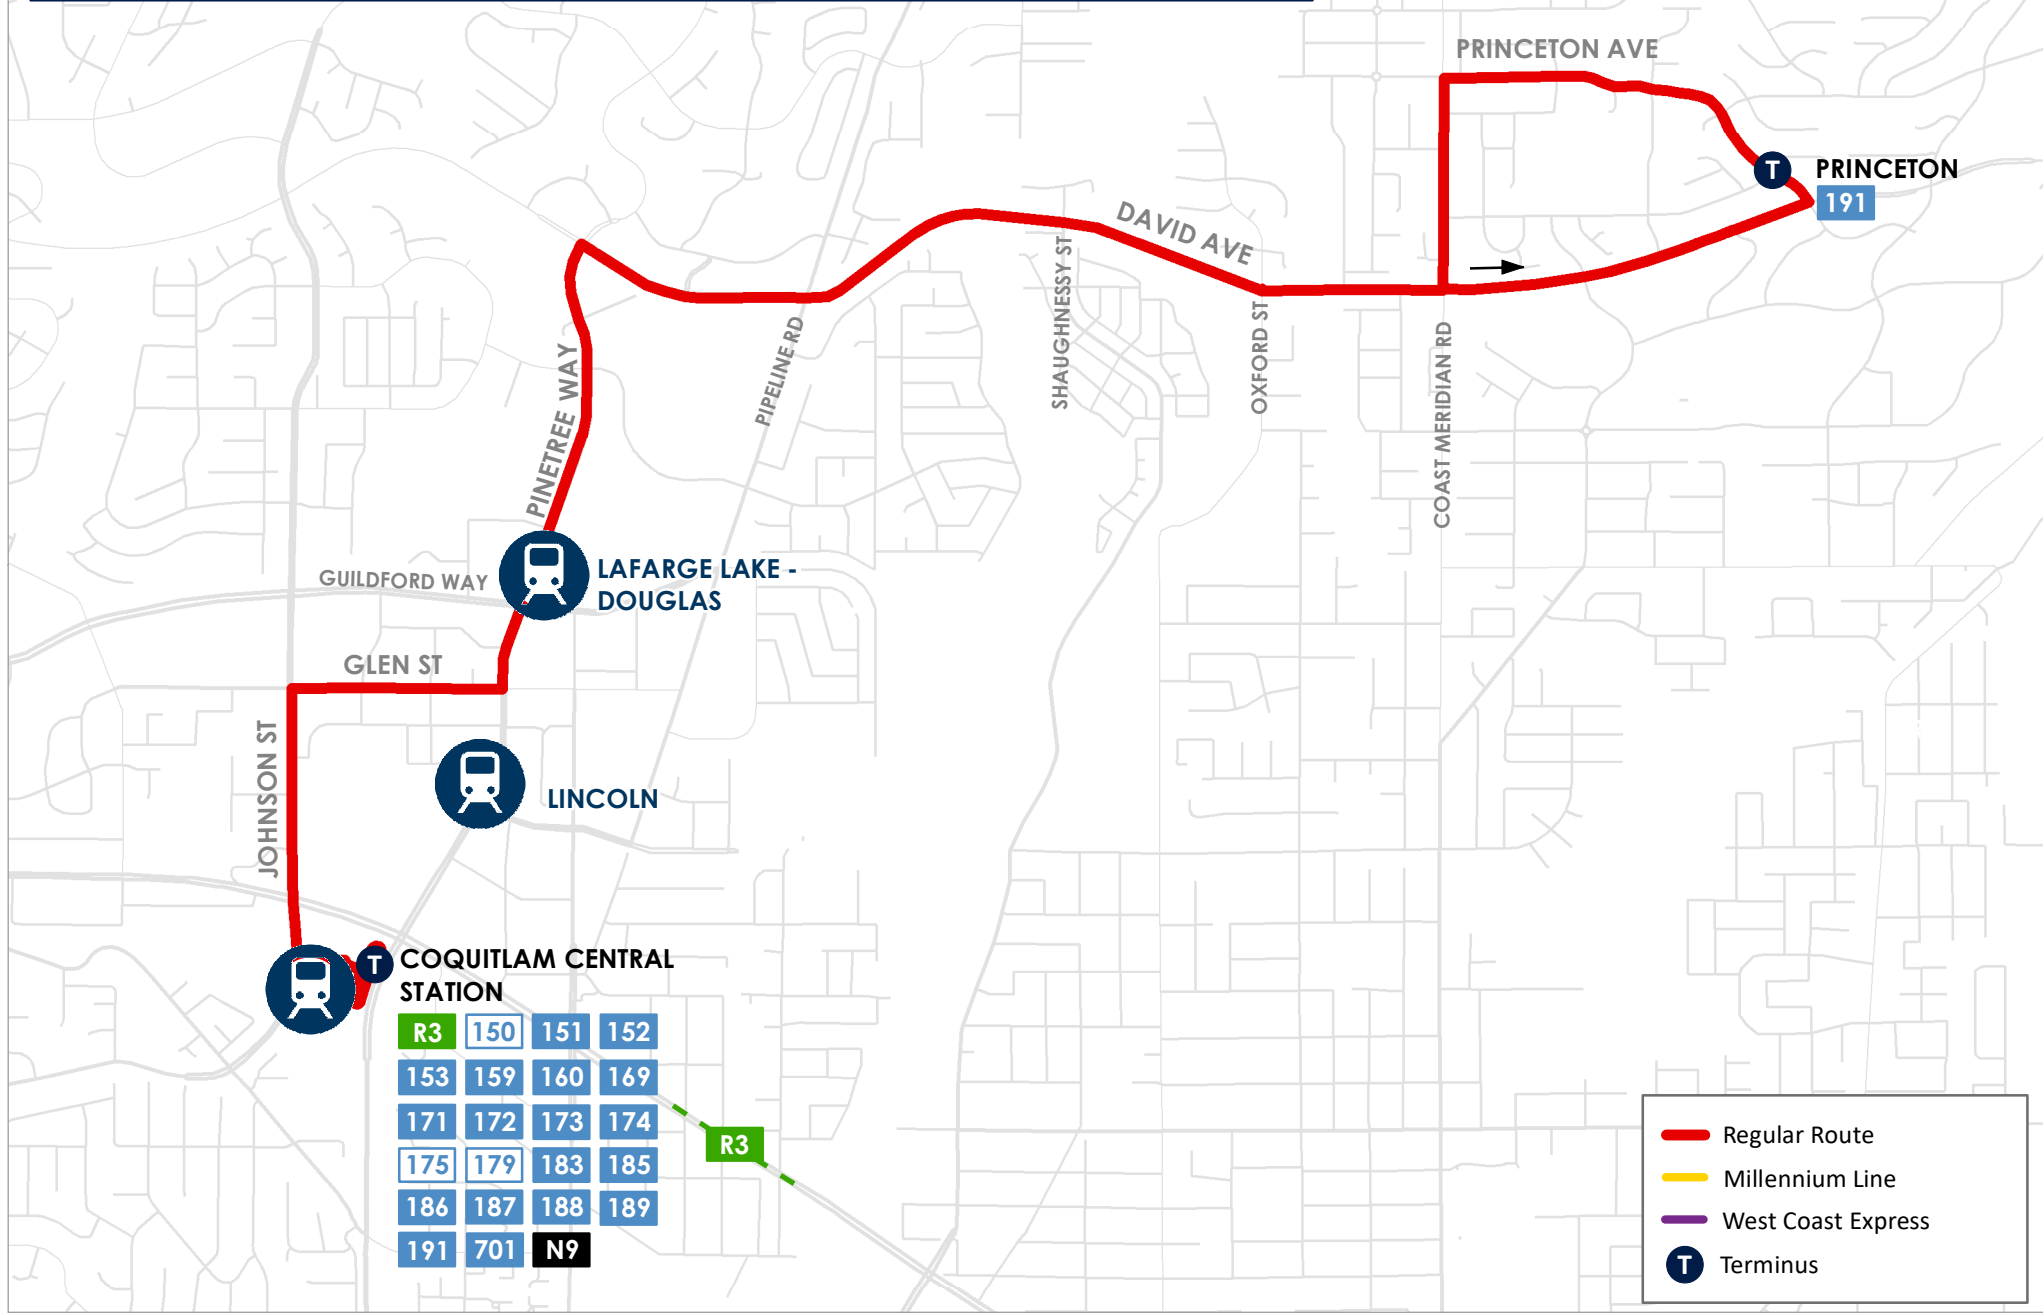 PRINCETON AVE
PRINCETON
191
DAVID AVE
SHAUGHNESSY ST
OXFORD ST
PIPELINE RD
COAST MERIDIAN RD
PINETREE WAY
LAFARGE LAKE -
DOUGLAS
GUILDFORD WAY
GLEN ST
JOHNSON ST
LINCOLN
T
T
COQUITLAM CENTRAL
STATION
R3 150 151 152
153 159 160 169
171 172 173 174
175 179 183 185
186 187 188 189
191 701 N9
R3
Regular Route
Millennium Line
West Coast Express
T Terminus